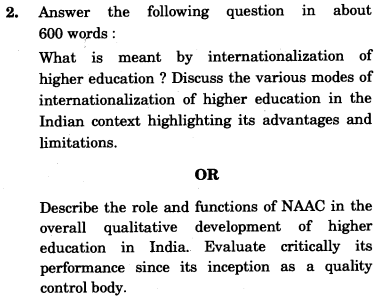 2. Answer the following question in about
600 words :
What is meant by internationalization of
higher education ? Discuss the various modes of
internationalization of higher education in the
Indian context highlighting its advantages and
limitations.
OR
Describe the role and functions of NAAC in the
overall qualitative development of higher
education in India. Evaluate critically its
performance since its inception as a quality
control body.